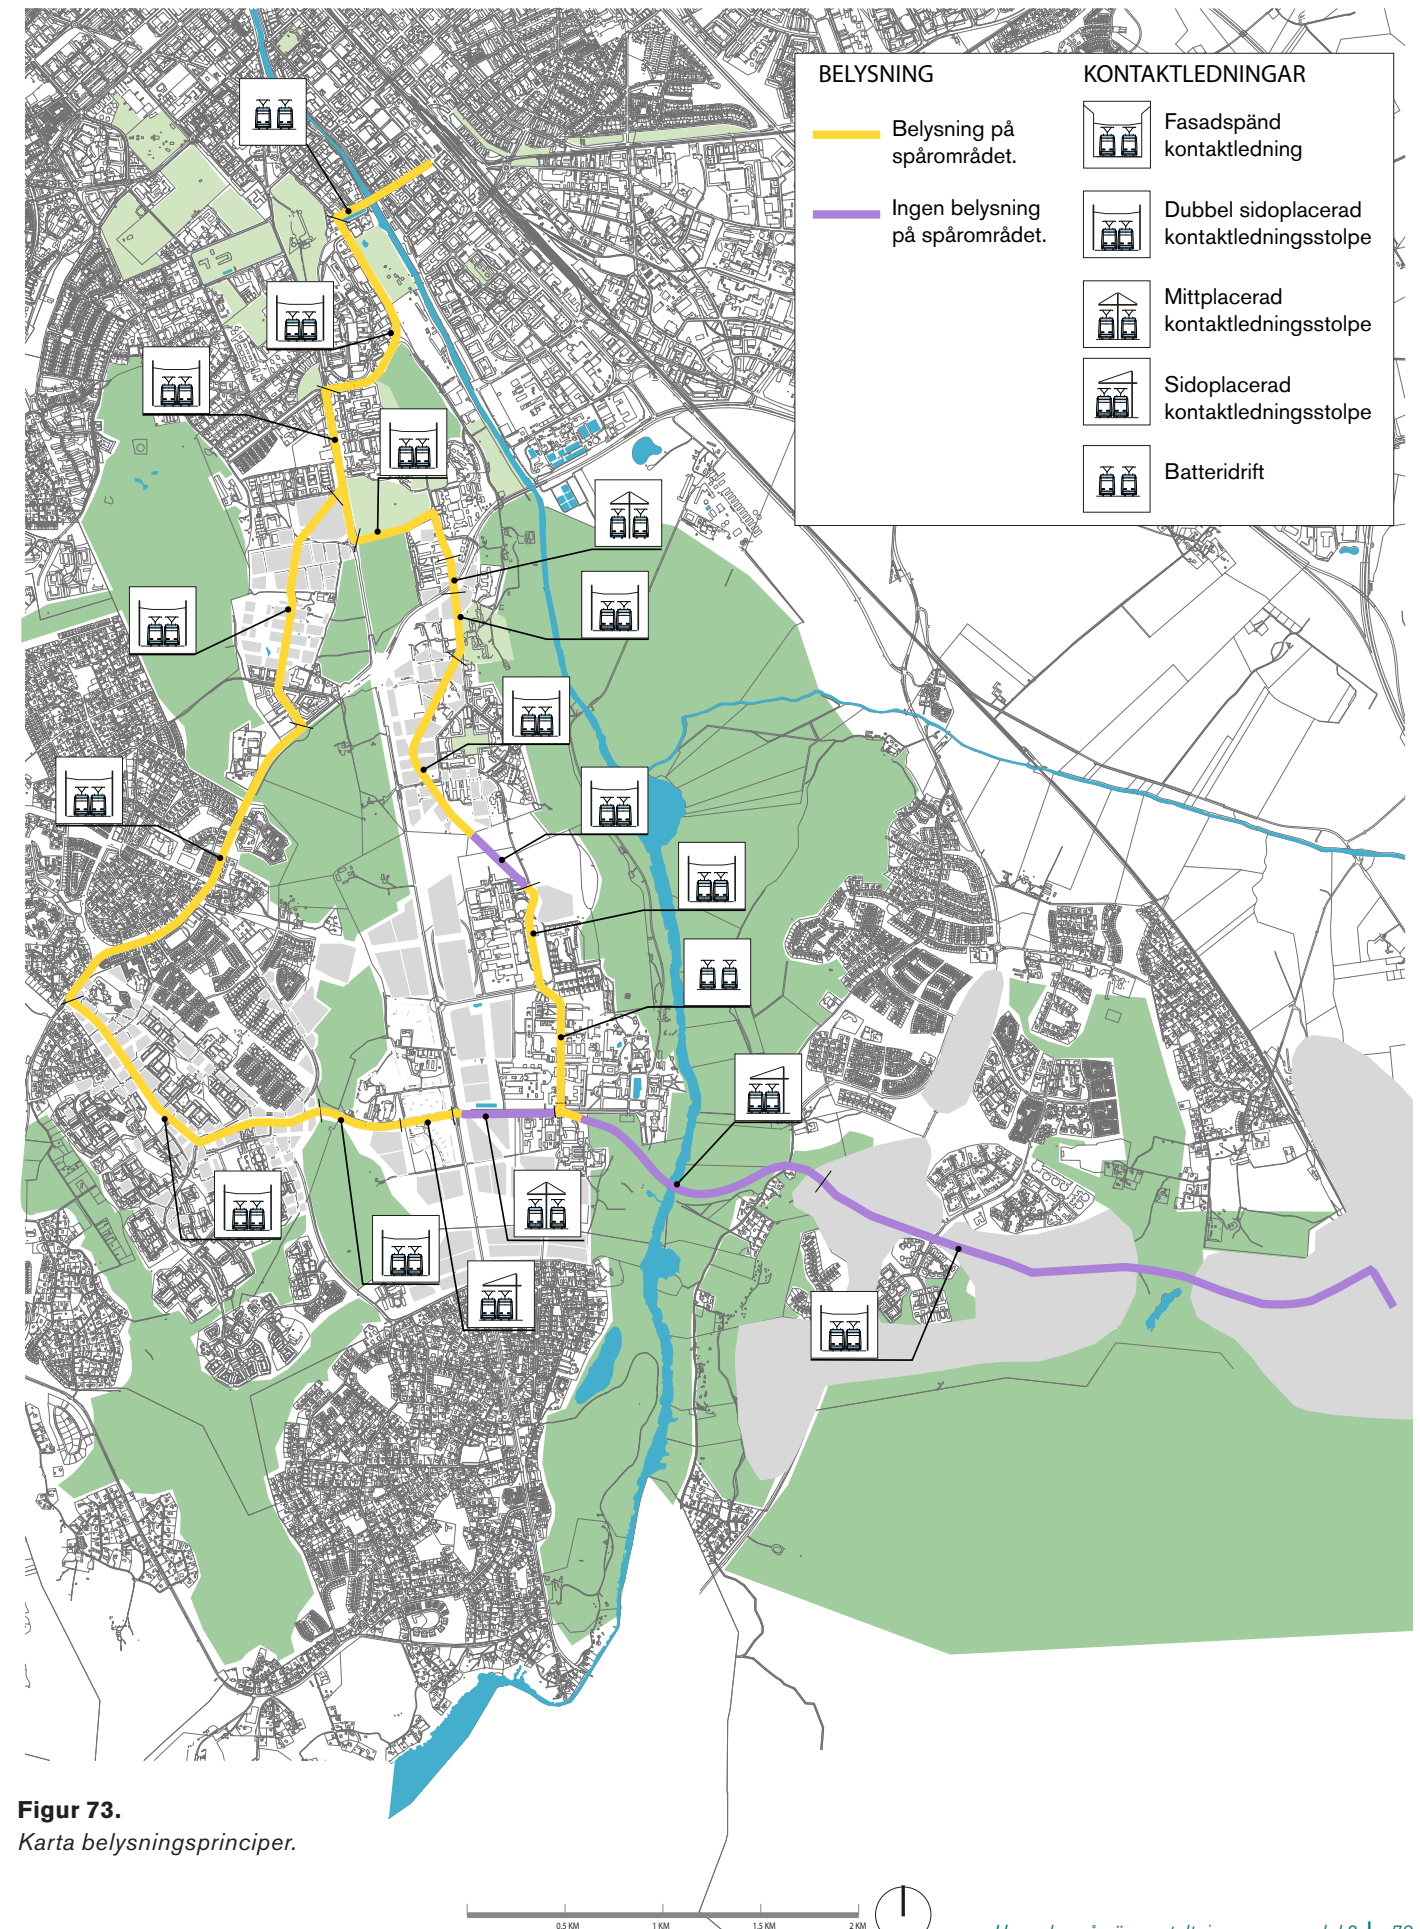 BELYSNING
Belysning på
spårområdet.
Ingen belysning
på spårområdet.
KONTAKTLEDNINGAR
Fasadspänd
kontaktledning
Dubbel sidoplacerad
kontaktledningsstolpe
Mittplacerad
kontaktledningsstolpe
Sidoplacerad
kontaktledningsstolpe
Batteridrift
Figur 73.
Karta belysningsprinciper.
0.5 KM 1 KM 1.5 KM 2 KM